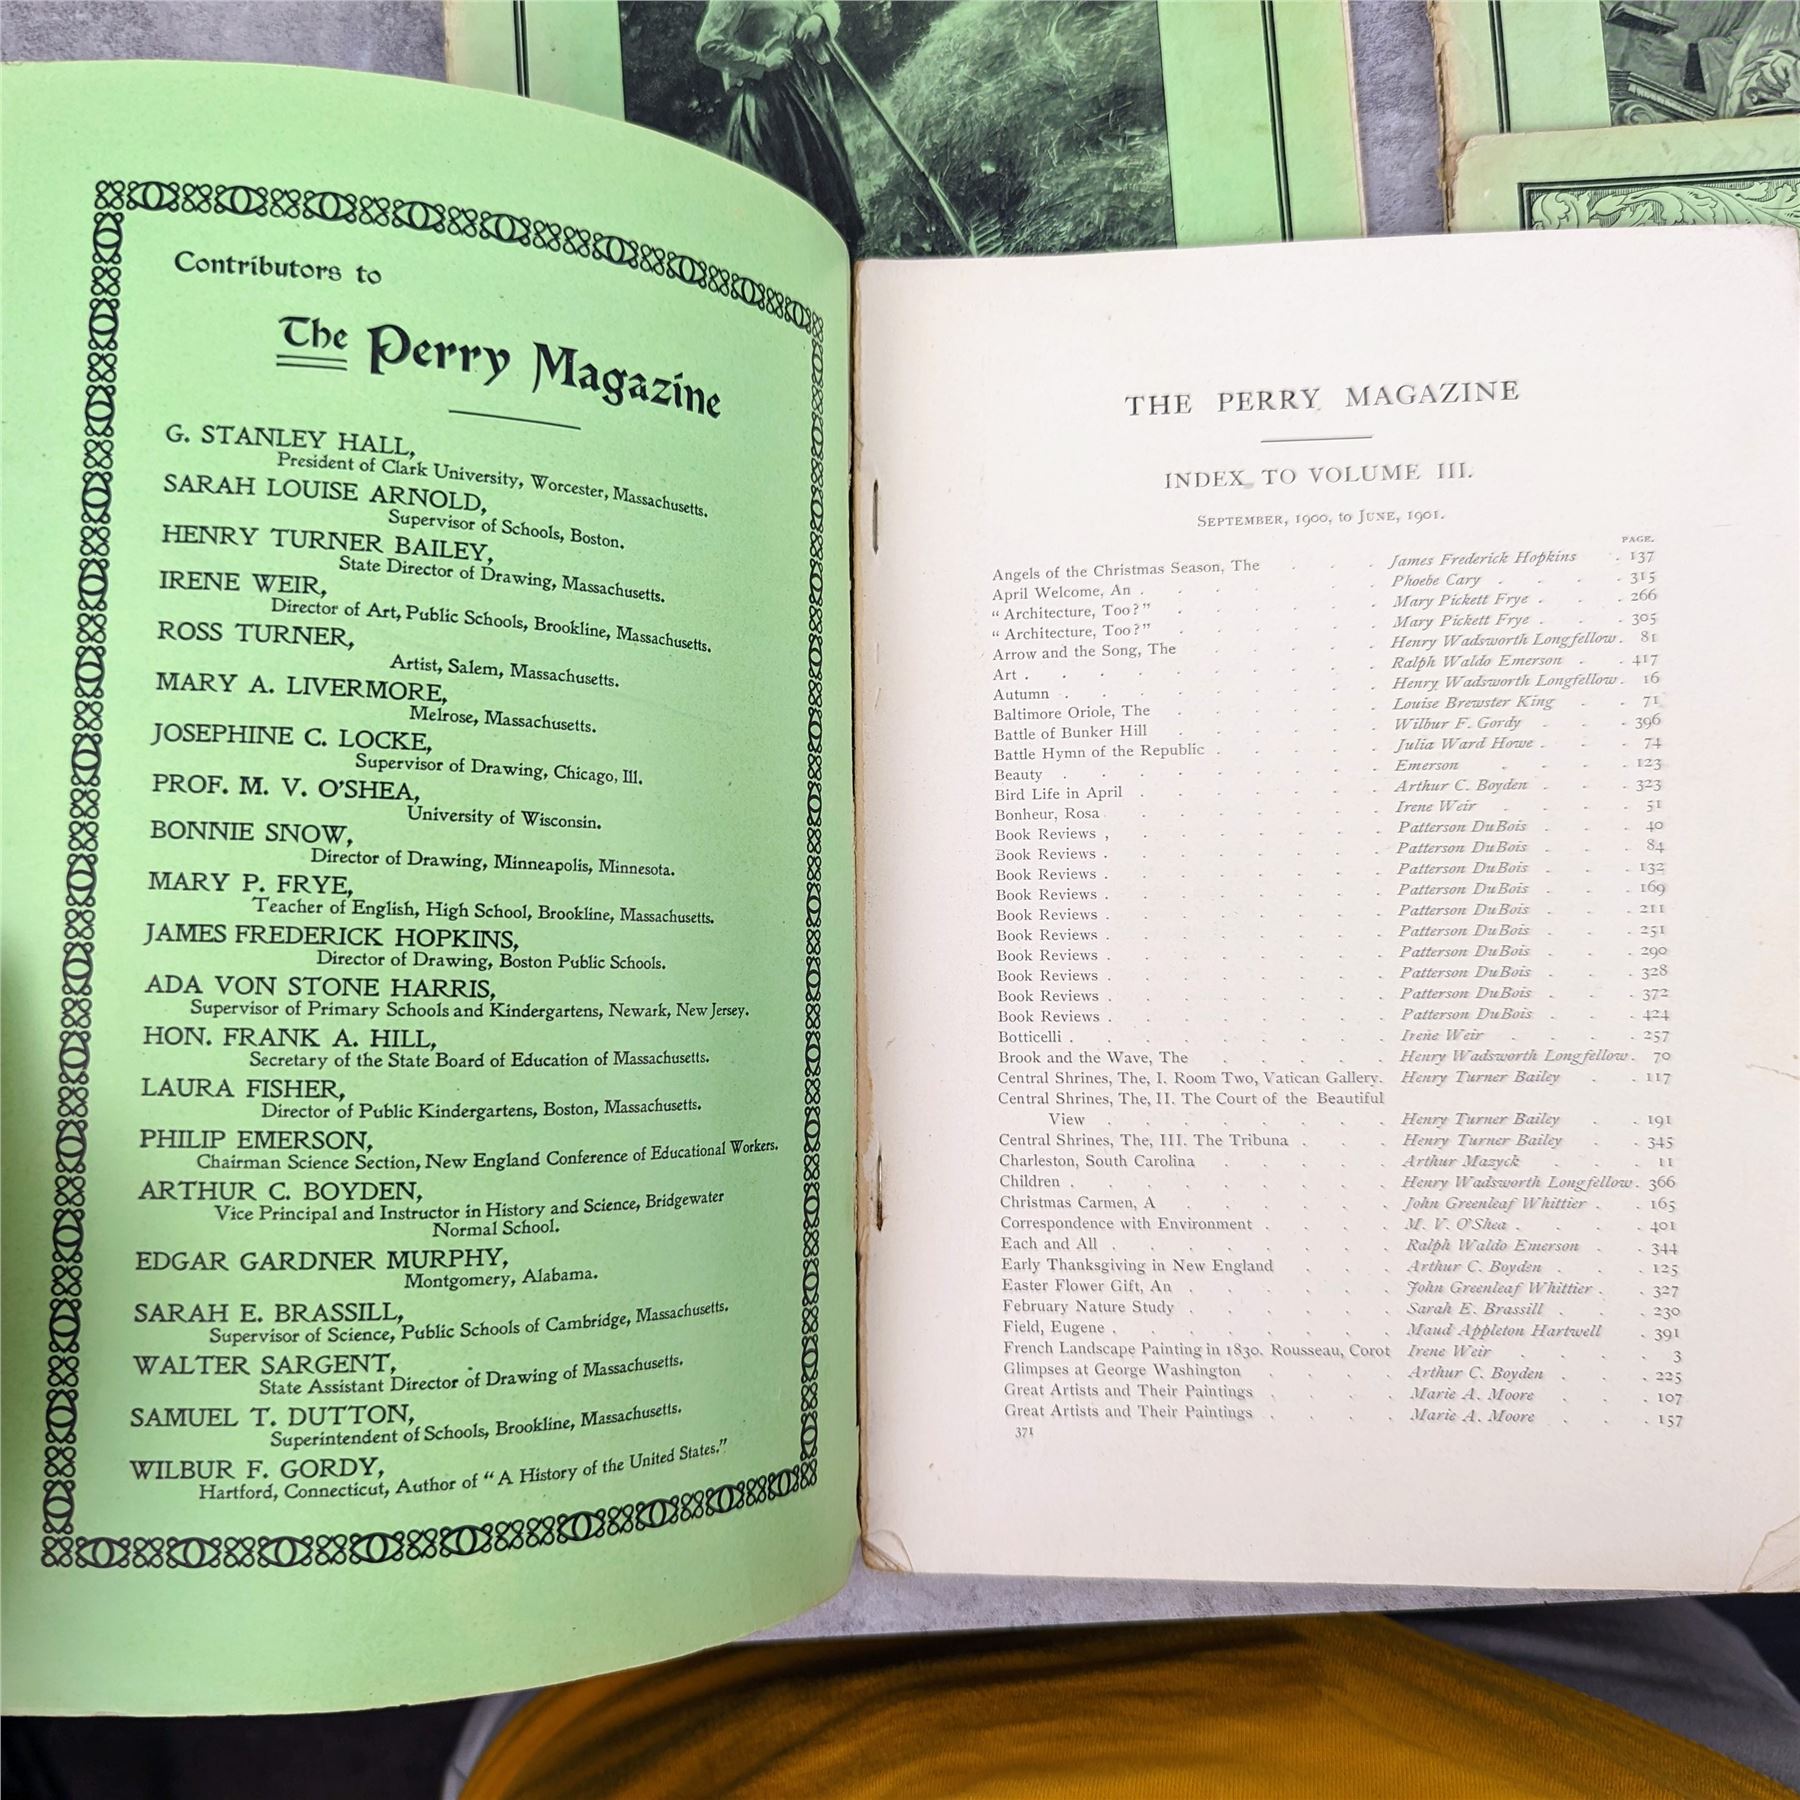 Contributors to
The Perry Magazine
G. STANLEY HALL,
President of Clark University, Worcester, Massachusetts.
SARAH LOUISE ARNOLD,
Supervisor of Schools, Boston.
HENRY TURNER BAILEY,
State Director of Drawing, Massachusetts.
IRENE WEIR,
Director of Art, Public Schools, Brookline, Massachusetts.
ROSS TURNER,
Artist, Salem, Massachusetts.
MARY A. LIVERMORE,
Melrose, Massachusetts.
JOSEPHINE C. LOCKE,
Supervisor of Drawing, Chicago, Ill.
PROF. M. V. O'SHEA,
University of Wisconsin.
BONNIE SNOW,
Director of Drawing, Minneapolis, Minnesota.
MARY P. FRYE,
Teacher of English, High School, Brookline, Massachusetts.
JAMES FREDERICK HOPKINS,
Director of Drawing, Boston Public Schools.
ADA VON STONE HARRIS,
Supervisor of Primary Schools and Kindergartens, Newark, New Jersey.
HON. FRANK A. HILL,
Secretary of the State Board of Education of Massachusetts.
LAURA FISHER,
Director of Public Kindergartens, Boston, Massachusetts.
PHILIP EMERSON,
Chairman Science Section, New England Conference of Educational Workers.
ARTHUR C. BOYDEN,
Vice Principal and Instructor in History and Science, Bridgewater
Normal School.
EDGAR GARDNER MURPHY,
Montgomery, Alabama.
SARAH E. BRASSILL,
Supervisor of Science, Public Schools of Cambridge, Massachusetts.
WALTER SARGENT,
State Assistant Director of Drawing of Massachusetts.
SAMUEL T. DUTTON,
Superintendent of Schools, Brookline, Massachusetts.
WILBUR F. GORDY,
Hartford, Connecticut, Author of "A History of the United States."
THE PERRY MAGAZINE
INDEX TO VOLUME III.
SEPTEMBER, 1900, to JUNE, 1901.
PAGE.
Angels of the Christmas Season, The . . . James Frederick Hopkins . 137
April Welcome, An . . . . . Phoebe Cary . . . 315
"Architecture, Too?" . . . . Mary Pickett Frye . . 266
"Architecture, Too?" . . . . Mary Pickett Frye . . 305
Arrow and the Song, The . . . . Henry Wadsworth Longfellow . 81
Art . . . . . . . Ralph Waldo Emerson . . 417
Autumn . . . . . . Henry Wadsworth Longfellow . 16
Baltimore Oriole, The . . . . Louise Brewster King . . 71
Battle of Bunker Hill . . . . Wilbur F. Gordy . . 396
Battle Hymn of the Republic . . . . Julia Ward Howe . . 74
Beauty . . . . . . Emerson . . . 123
Bird Life in April . . . . . Arthur C. Boyden . . 323
Bonheur, Rosa . . . . . Irene Weir . . . 51
Book Reviews , . . . . . Patterson DuBois . . 40
Book Reviews . . . . . . Patterson DuBois . . 84
Book Reviews . . . . . . Patterson DuBois . . 132
Book Reviews . . . . . . Patterson DuBois . . 169
Book Reviews . . . . . . Patterson DuBois . . 211
Book Reviews . . . . . . Patterson DuBois . . 251
Book Reviews . . . . . . Patterson DuBois . . 290
Book Reviews . . . . . . Patterson DuBois . . 328
Book Reviews . . . . . . Patterson DuBois . . 372
Book Reviews . . . . . . Patterson DuBois . . 424
Botticelli . . . . . . Irene Weir . . . 257
Brook and the Wave, The . . . . Henry Wadsworth Longfellow . 70
Central Shrines, The, I. Room Two, Vatican Gallery. Henry Turner Bailey . . 117
Central Shrines, The, II. The Court of the Beautiful
View . . . . . . Henry Turner Bailey . . 191
Central Shrines, The, III. The Tribuna . . . Henry Turner Bailey . . 345
Charleston, South Carolina . . . . Arthur Mazyck . . . 11
Children . . . . . . Henry Wadsworth Longfellow . 366
Christmas Carmen, A . . . . John Greenleaf Whittier . . 165
Correspondence with Environment . . . . M. V. O'Shea . . . 401
Each and All . . . . . . Ralph Waldo Emerson . . 344
Early Thanksgiving in New England . . . Arthur C. Boyden . . 125
Easter Flower Gift, An . . . . . John Greenleaf Whittier . . 327
February Nature Study . . . . . Sarah E. Brassill . . 230
Field, Eugene . . . . . . Maud Appleton Hartwell . 391
French Landscape Painting in 1830. Rousseau, Corot Irene Weir . . . 3
Glimpses at George Washington . . . . Arthur C. Boyden . . 225
Great Artists and Their Paintings . . . . Marie A. Moore . . 107
Great Artists and Their Paintings . . . . Marie A. Moore . . 157
371